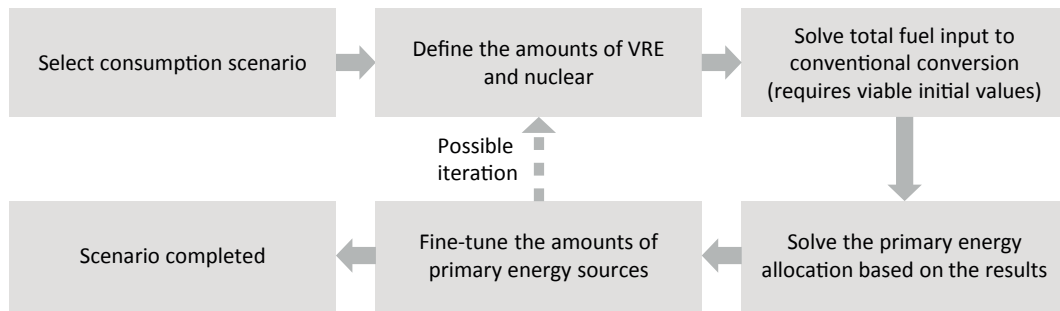 Select consumption scenario
Define the amounts of VRE
and nuclear
Solve total fuel input to
conventional conversion
(requires viable initial values)
Possible
iteration
Scenario completed
Fine-tune the amounts of
primary energy sources
Solve the primary energy
allocation based on the results